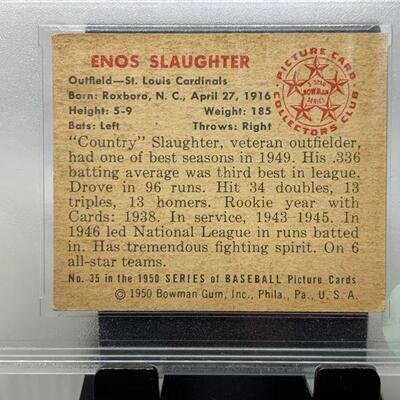 ENOS SLAUGHTER
Outfield—St. Louis Cardinals
Born: Roxboro, N. C., April 27, 1916
Height: 5-9 Weight: 185
Bats: Left Throws: Right
PICTURE CARD COLLECTORS CLUB
5-STAR
BOWMAN
SERIES
"Country" Slaughter, veteran outfielder,
had one of best seasons in 1949. His .336
batting average was third best in league.
Drove in 96 runs. Hit 34 doubles, 13
triples, 13 homers. Rookie year with
Cards: 1938. In service, 1943-1945. In
1946 led National League in runs batted
in. Has tremendous fighting spirit. On 6
all-star teams.
No. 35 in the 1950 SERIES of BASEBALL Picture Cards
© 1950 Bowman Gum, Inc., Phila., Pa., U. S. A.